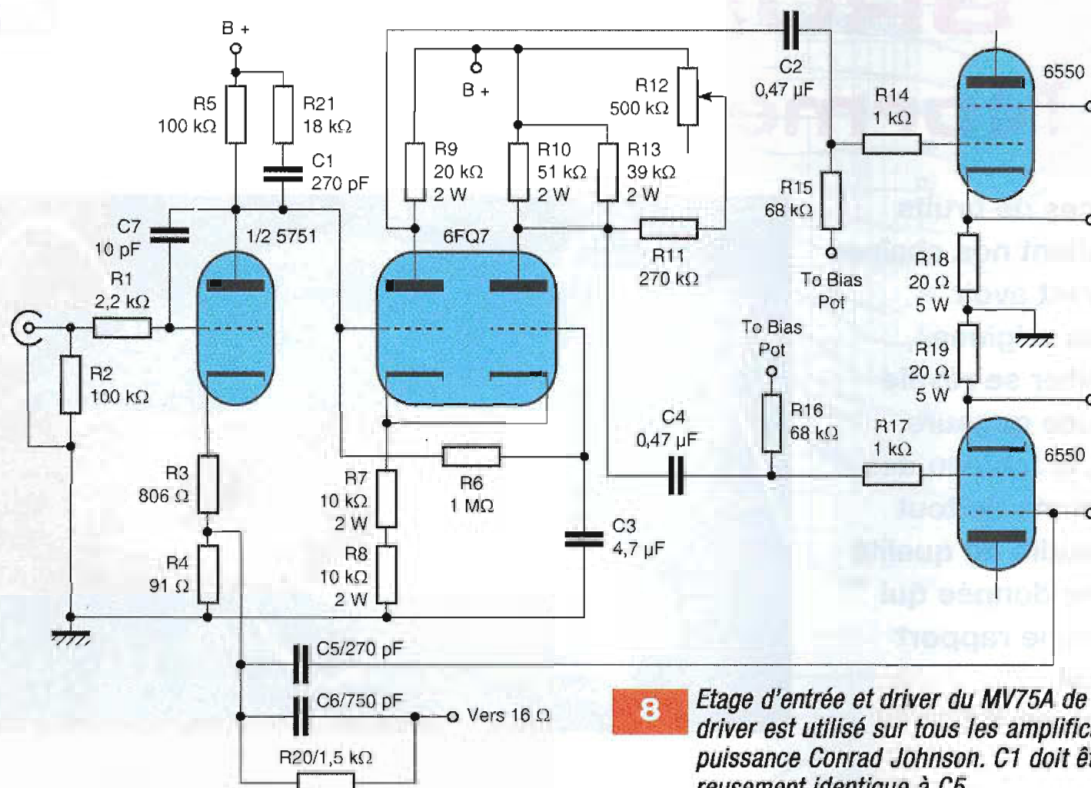 B +
R5
100 kΩ
R21
18 kΩ
C1
270 pF
C7
10 pF
1/2 5751
R1
2,2 kΩ
R2
100 kΩ
R3
806 Ω
R4
91 Ω
B +
R9
20 kΩ
2 W
R10
51 kΩ
2 W
R13
39 kΩ
2 W
R12
500 kΩ
6FQ7
R11
270 kΩ
R6
1 MΩ
R7
10 kΩ
2 W
R8
10 kΩ
2 W
C3
4,7 µF
C2
0,47 µF
R14
1 kΩ
6550
R15
68 kΩ
To Bias
Pot
To Bias
Pot
R16
68 kΩ
C4
0,47 µF
R17
1 kΩ
R18
20 Ω
5 W
R19
20 Ω
5 W
6550
C5/270 pF
C6/750 pF
Vers 16 Ω
R20/1,5 kΩ
8
Etage d'entrée et driver du MV75A de
driver est utilisé sur tous les amplifica
puissance Conrad Johnson. C1 doit êt
reusement identique à C5